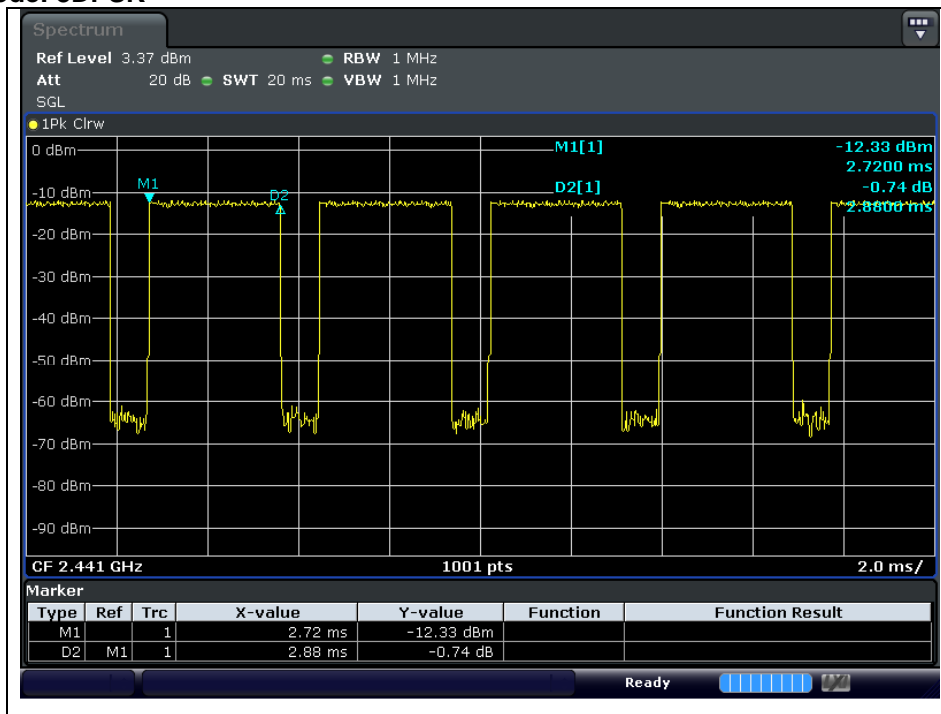 Spectrum
Ref Level 3.37 dBm RBW 1 MHz
Att 20 dB SWT 20 ms VBW 1 MHz
SGL
1Pk Clrw
0 dBm
M1[1] -12.33 dBm
2.7200 ms
-10 dBm M1 D2 D2[1] -0.74 dB
2.8800 ms
-20 dBm
-30 dBm
-40 dBm
-50 dBm
-60 dBm
-70 dBm
-80 dBm
-90 dBm
CF 2.441 GHz 1001 pts 2.0 ms/
Marker
Type Ref Trc X-value Y-value Function Function Result
M1 1 2.72 ms -12.33 dBm
D2 M1 1 2.88 ms -0.74 dB
Ready